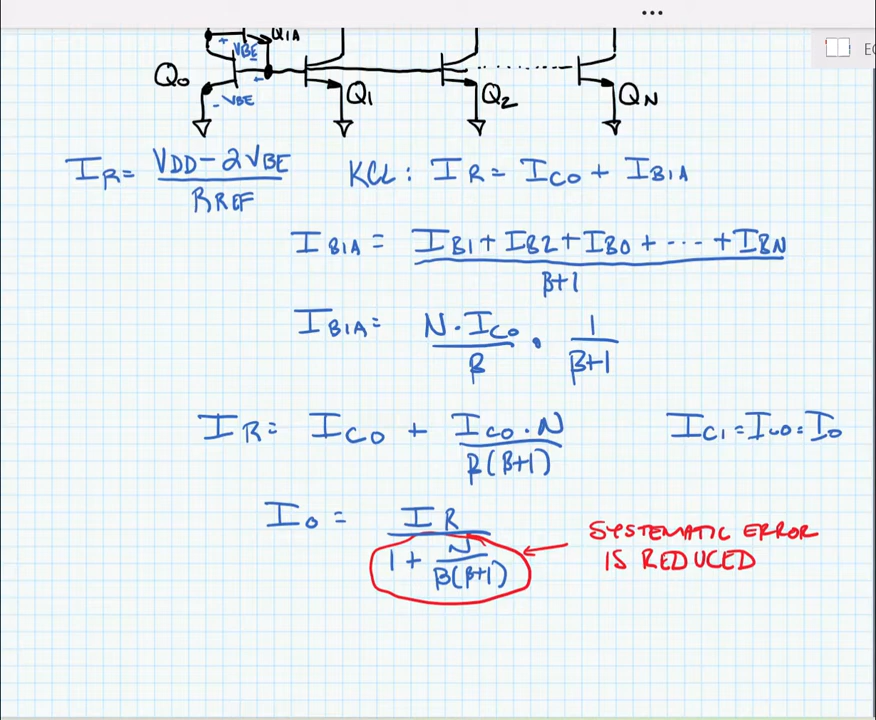 Q1A
+ VBE -
Q0
- VBE +
Q1
Q2
QN
IR = VDD - 2VBE / RREF
KCL: IR = IC0 + IB1A
IB1A = IB1 + IB2 + IB0 + ... + IBN / β+1
IB1A = N · IC0 / β · 1 / β+1
IR = IC0 + IC0 · N / β(β+1)
IC1 = IC0 = I0
I0 = IR / 1 + N / β(β+1)
SYSTEMATIC ERROR
IS REDUCED